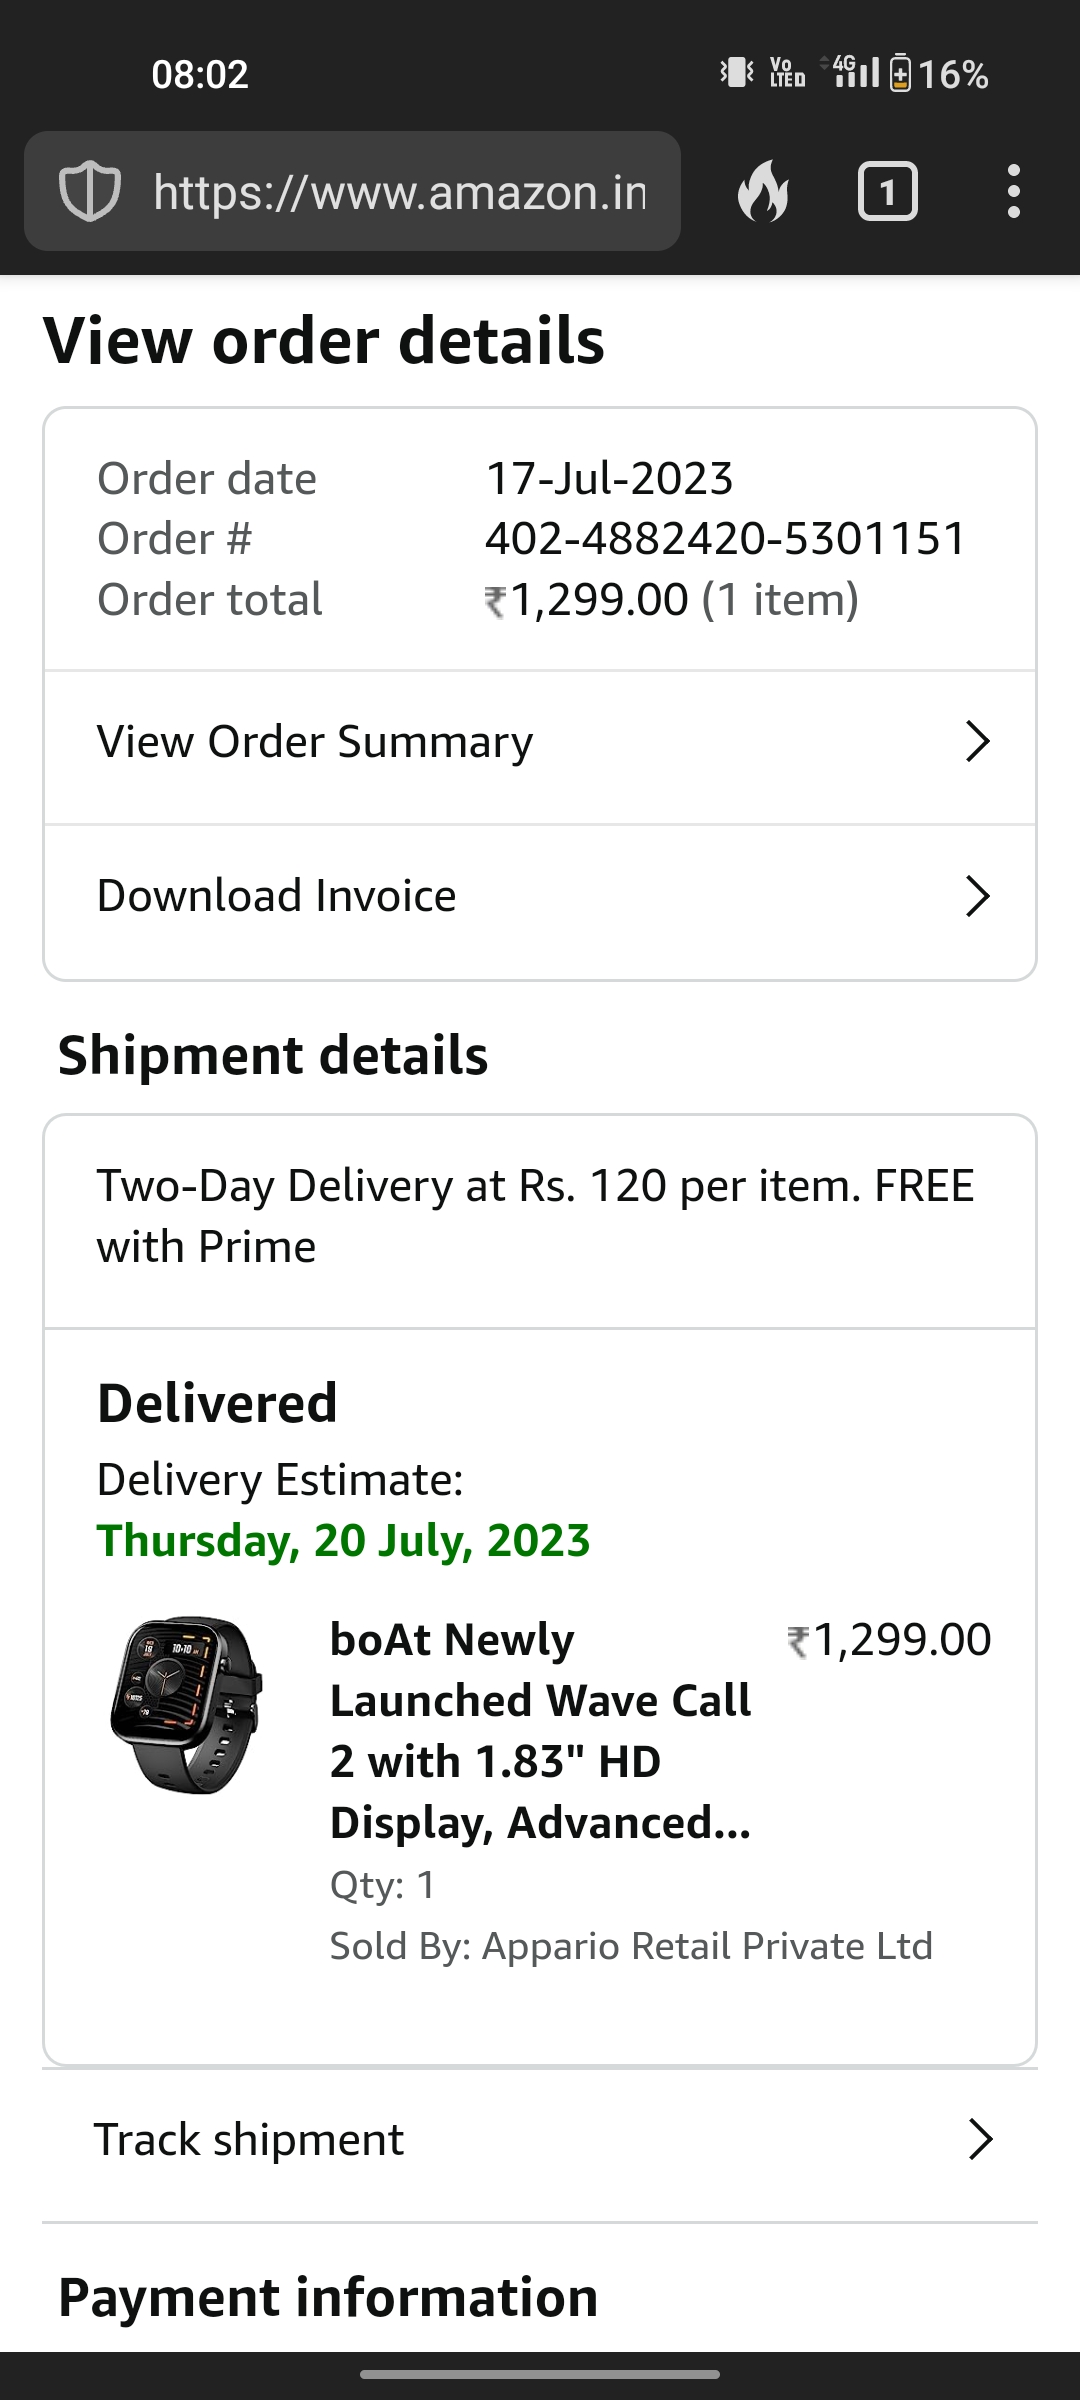 08:02
Vo LTED 4G 16%
https://www.amazon.in
1
View order details
Order date 17-Jul-2023
Order # 402-4882420-5301151
Order total ₹1,299.00 (1 item)
View Order Summary
Download Invoice
Shipment details
Two-Day Delivery at Rs. 120 per item. FREE
with Prime
Delivered
Delivery Estimate:
Thursday, 20 July, 2023
boAt Newly ₹1,299.00
Launched Wave Call
2 with 1.83" HD
Display, Advanced...
Qty: 1
Sold By: Appario Retail Private Ltd
Track shipment
Payment information